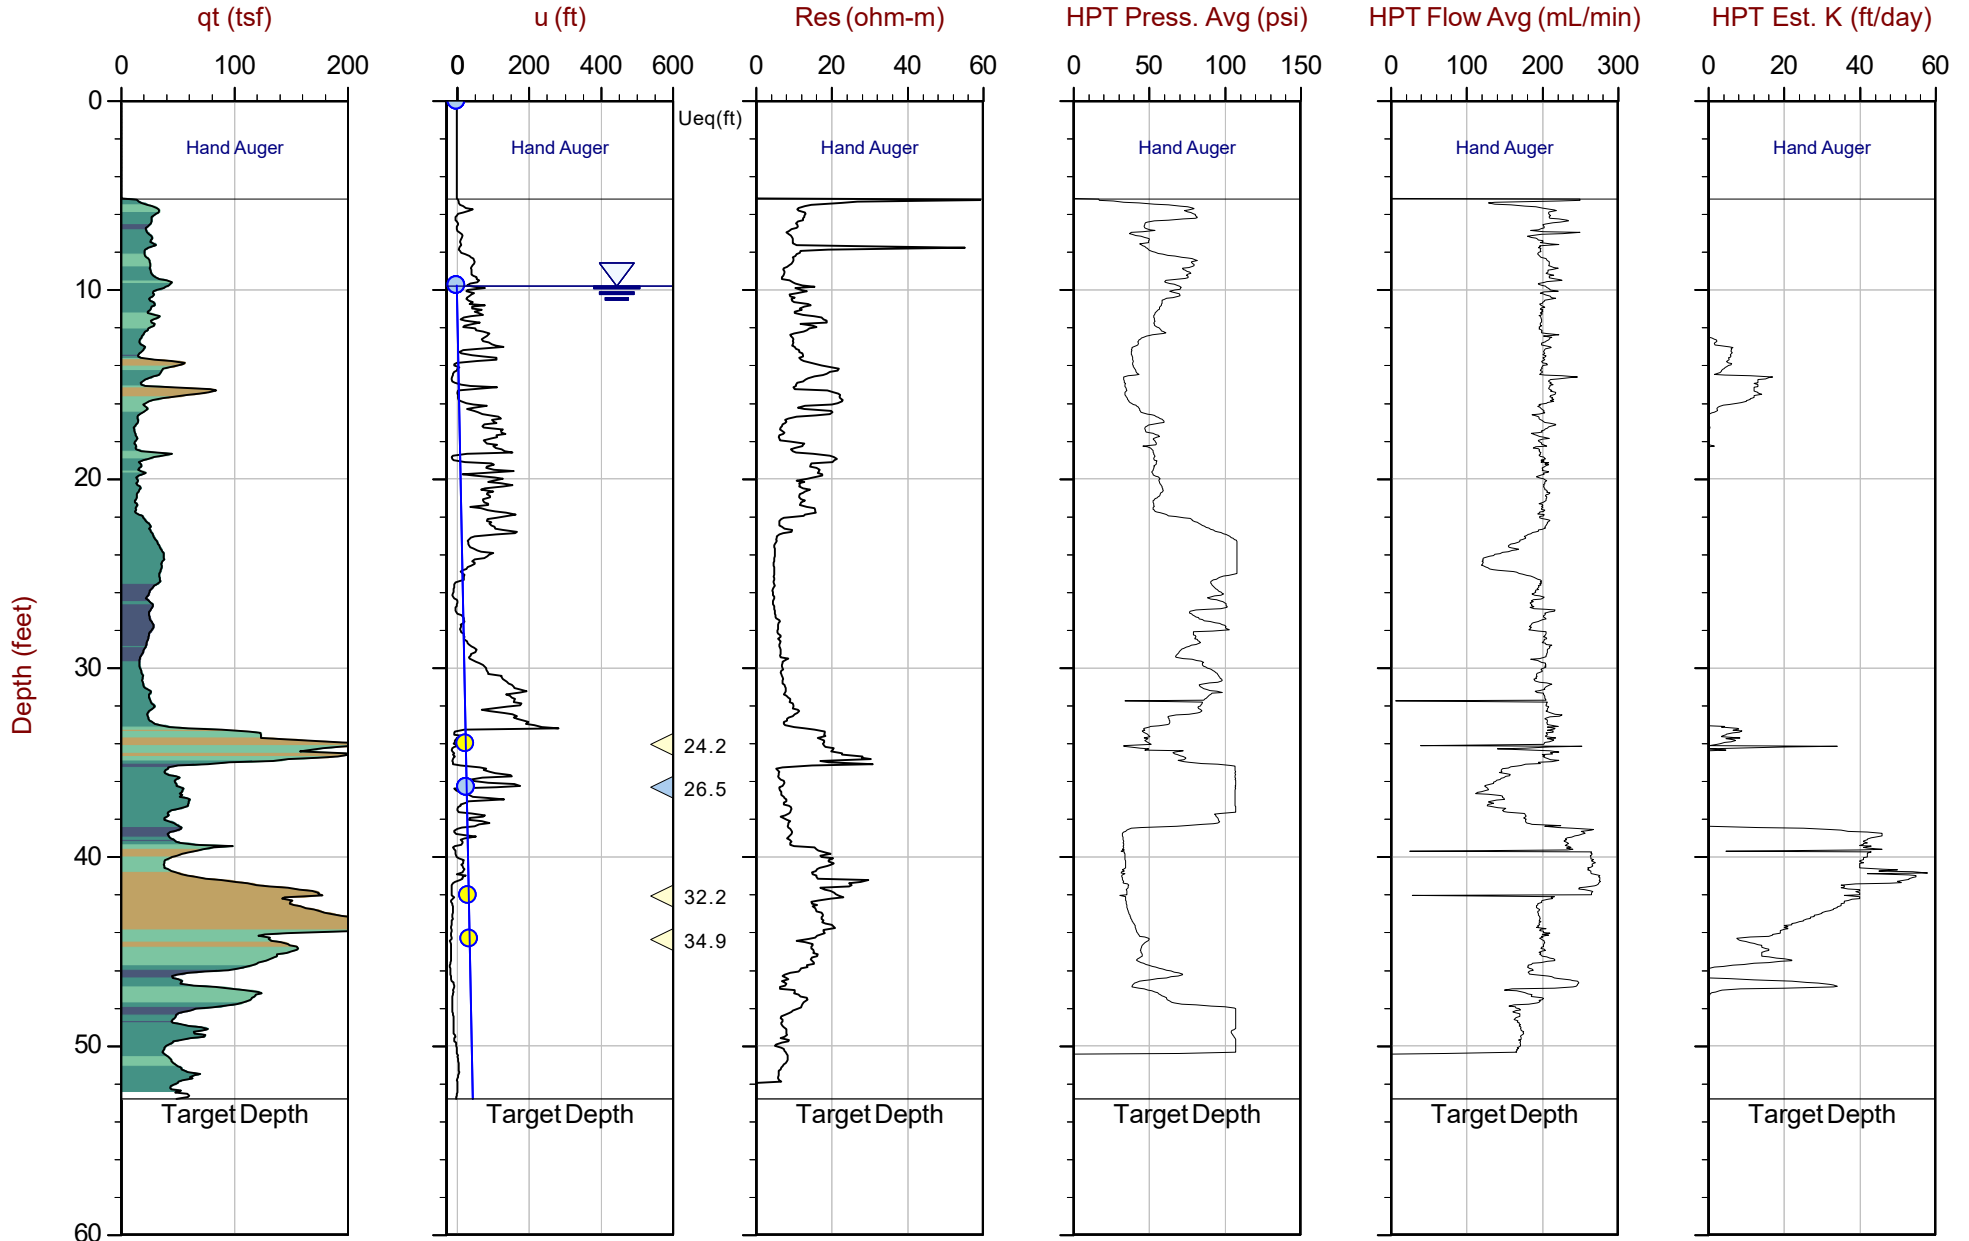 qt (tsf) u (ft) Res (ohm-m) HPT Press. Avg (psi) HPT Flow Avg (mL/min) HPT Est. K (ft/day)
0 100 200 0 200 400 600 0 20 40 60 0 50 100 150 0 100 200 300 0 20 40 60
0
Ueq(ft)
Hand Auger Hand Auger Hand Auger Hand Auger Hand Auger Hand Auger
10
20
30
Depth (feet)
24.2
26.5
40
32.2
34.9
50
Target Depth Target Depth Target Depth Target Depth Target Depth Target Depth
60